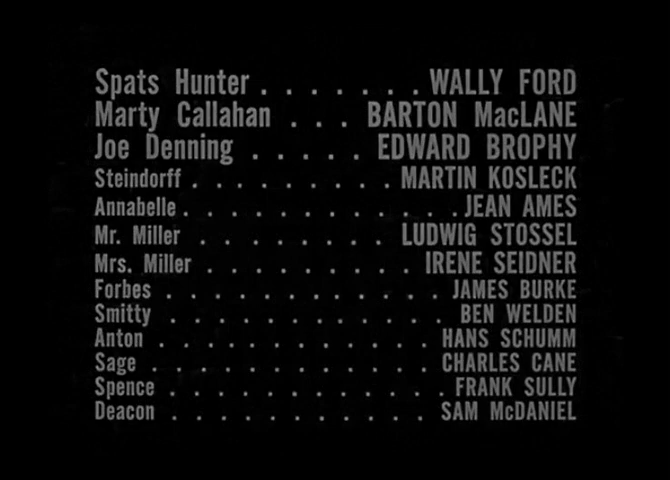 Spats Hunter . . . . . . . WALLY FORD
Marty Callahan . . . BARTON MacLANE
Joe Denning . . . . . EDWARD BROPHY
Steindorff . . . . . . . . . MARTIN KOSLECK
Annabelle . . . . . . . . . . . . . JEAN AMES
Mr. Miller . . . . . . . . LUDWIG STOSSEL
Mrs. Miller . . . . . . . . . IRENE SEIDNER
Forbes . . . . . . . . . . . . JAMES BURKE
Smitty . . . . . . . . . . . . BEN WELDEN
Anton . . . . . . . . . . . . HANS SCHUMM
Sage . . . . . . . . . . . . CHARLES CANE
Spence . . . . . . . . . . . . FRANK SULLY
Deacon . . . . . . . . . . . SAM McDANIEL